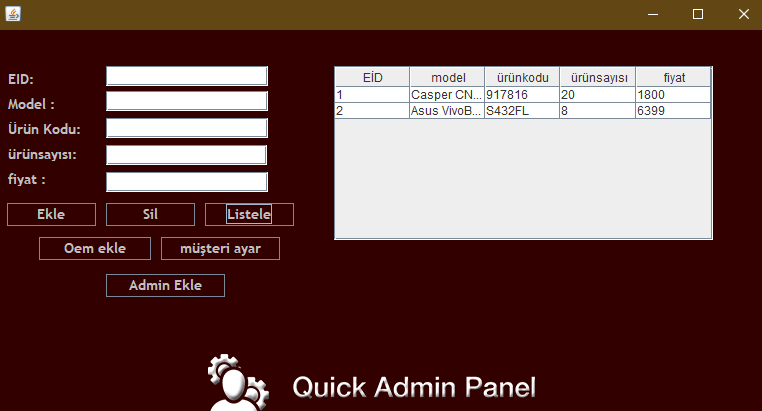 EID:
Model :
Ürün Kodu:
ürünsayısı:
fiyat :
Ekle Sil Listele
Oem ekle müşteri ayar
Admin Ekle
EİD model ürünkodu ürünsayısı fiyat
1 Casper CN... 917816 20 1800
2 Asus VivoB... S432FL 8 6399
Quick Admin Panel